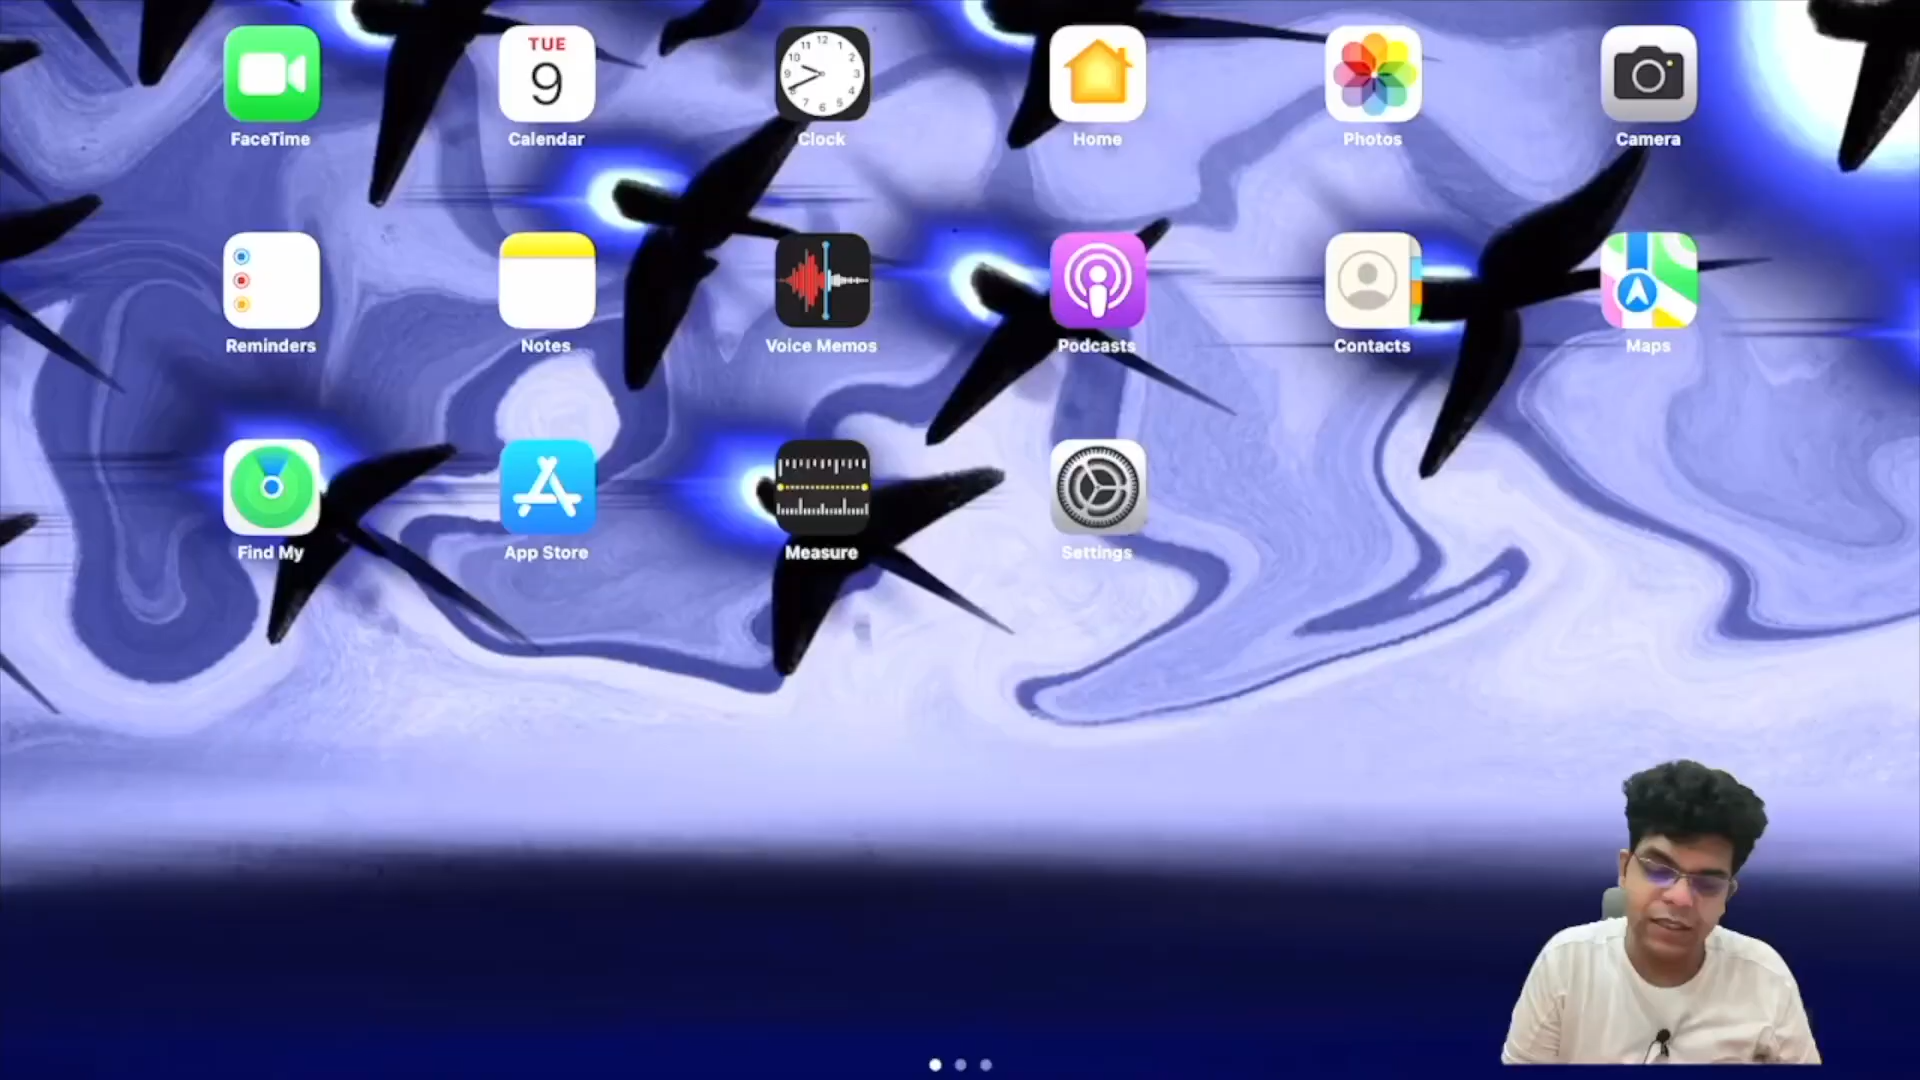 TUE
9
FaceTime
Calendar
Clock
Home
Photos
Camera
Reminders
Notes
Voice Memos
Podcasts
Contacts
Maps
Find My
App Store
Measure
Settings